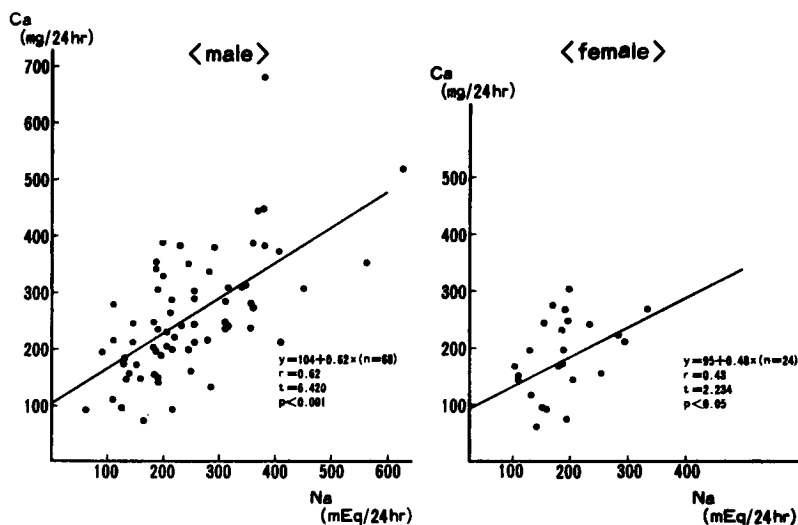 Ca
(mg/24hr)
<male>
700
600
500
400
300
200
100
y=104+0.62×(n=68)
r=0.62
t=6.420
p<0.001
100 200 300 400 500 600
Na
(mEq/24hr)
<female>
Ca
(mg/24hr)
500
400
300
200
100
y=95+0.48×(n=24)
r=0.43
t=2.234
p<0.05
100 200 300 400
Na
(mEq/24hr)